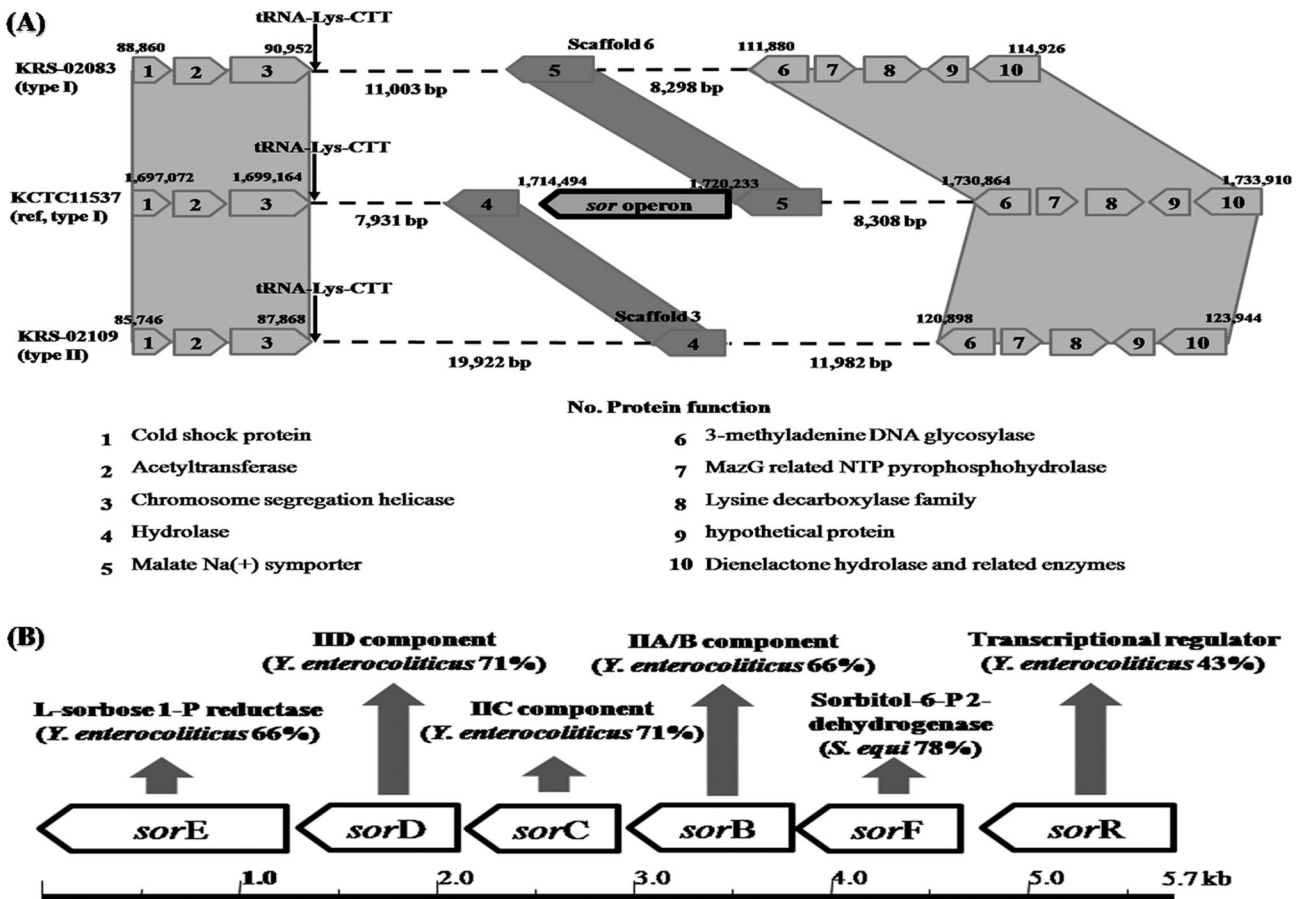 (A)
tRNA-Lys-CTT
88,860 90,952 Scaffold 6 111,880 114,926
KRS-02083
(type I)
1 2 3 5 6 7 8 9 10
11,003 bp 8,298 bp
tRNA-Lys-CTT
1,697,072 1,699,164 1,714,494 1,720,233 1,730,864 1,733,910
KCTC11537
(ref, type I)
1 2 3 4 sor operon 5 6 7 8 9 10
7,931 bp 8,308 bp
tRNA-Lys-CTT
85,746 87,868 Scaffold 3 120,898 123,944
KRS-02109
(type II)
1 2 3 4 6 7 8 9 10
19,922 bp 11,982 bp
No. Protein function
1 Cold shock protein
2 Acetyltransferase
3 Chromosome segregation helicase
4 Hydrolase
5 Malate Na(+) symporter
6 3-methyladenine DNA glycosylase
7 MazG related NTP pyrophosphohydrolase
8 Lysine decarboxylase family
9 hypothetical protein
10 Dienelactone hydrolase and related enzymes
(B)
IID component
(Y. enterocoliticus 71%)
IIA/B component
(Y. enterocoliticus 66%)
Transcriptional regulator
(Y. enterocoliticus 43%)
L-sorbose 1-P reductase
(Y. enterocoliticus 66%)
IIC component
(Y. enterocoliticus 71%)
Sorbitol-6-P 2-
dehydrogenase
(S. equi 78%)
sorE sorD sorC sorB sorF sorR
1.0 2.0 3.0 4.0 5.0 5.7 kb